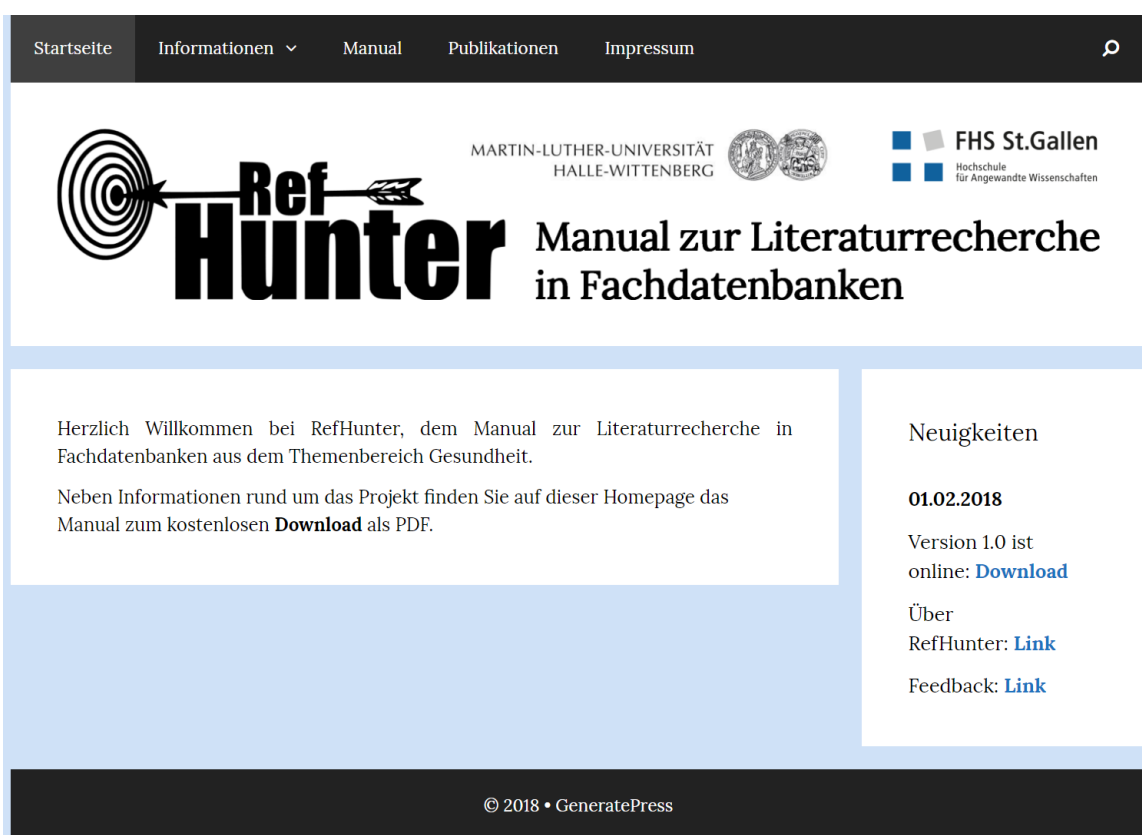 Startseite Informationen Manual Publikationen Impressum
MARTIN-LUTHER-UNIVERSITÄT
HALLE-WITTENBERG
FHS St.Gallen
Hochschule
für Angewandte Wissenschaften
Ref
Hunter
Manual zur Literaturrecherche
in Fachdatenbanken
Herzlich Willkommen bei RefHunter, dem Manual zur Literaturrecherche in
Fachdatenbanken aus dem Themenbereich Gesundheit.
Neben Informationen rund um das Projekt finden Sie auf dieser Homepage das
Manual zum kostenlosen Download als PDF.
Neuigkeiten
01.02.2018
Version 1.0 ist
online: Download
Über
RefHunter: Link
Feedback: Link
© 2018 • GeneratePress